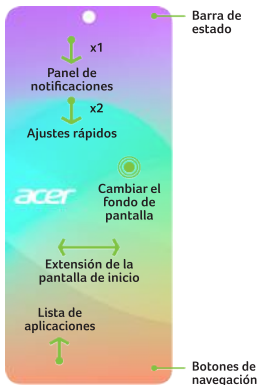 Barra de
estado
x1
Panel de
notificaciones
x2
Ajustes rápidos
acer
Cambiar el
fondo de
pantalla
Extensión de la
pantalla de inicio
Lista de
aplicaciones
Botones de
navegación